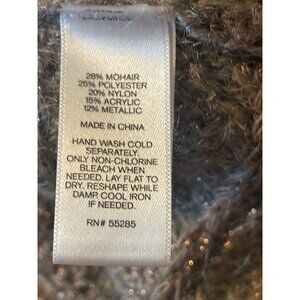 28% MOHAIR
25% POLYESTER
20% NYLON
15% ACRYLIC
12% METALLIC
MADE IN CHINA
HAND WASH COLD
SEPARATELY.
ONLY NON-CHLORINE
BLEACH WHEN
NEEDED. LAY FLAT TO
DRY. RESHAPE WHILE
DAMP. COOL IRON
IF NEEDED.
RN# 55285